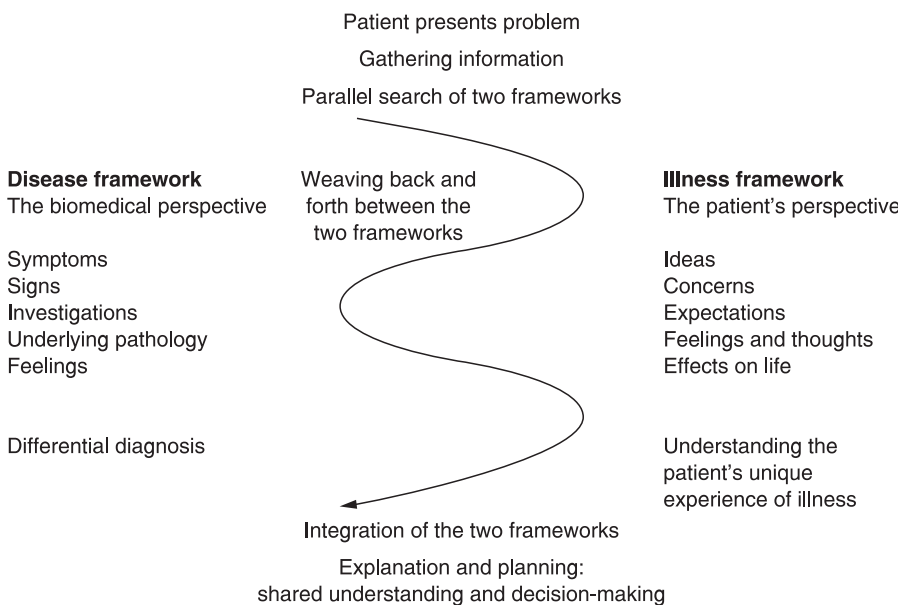 Patient presents problem
Gathering information
Parallel search of two frameworks
Disease framework
The biomedical perspective
Symptoms
Signs
Investigations
Underlying pathology
Feelings
Differential diagnosis
Weaving back and
forth between the
two frameworks
Illness framework
The patient's perspective
Ideas
Concerns
Expectations
Feelings and thoughts
Effects on life
Understanding the
patient's unique
experience of illness
Integration of the two frameworks
Explanation and planning:
shared understanding and decision-making